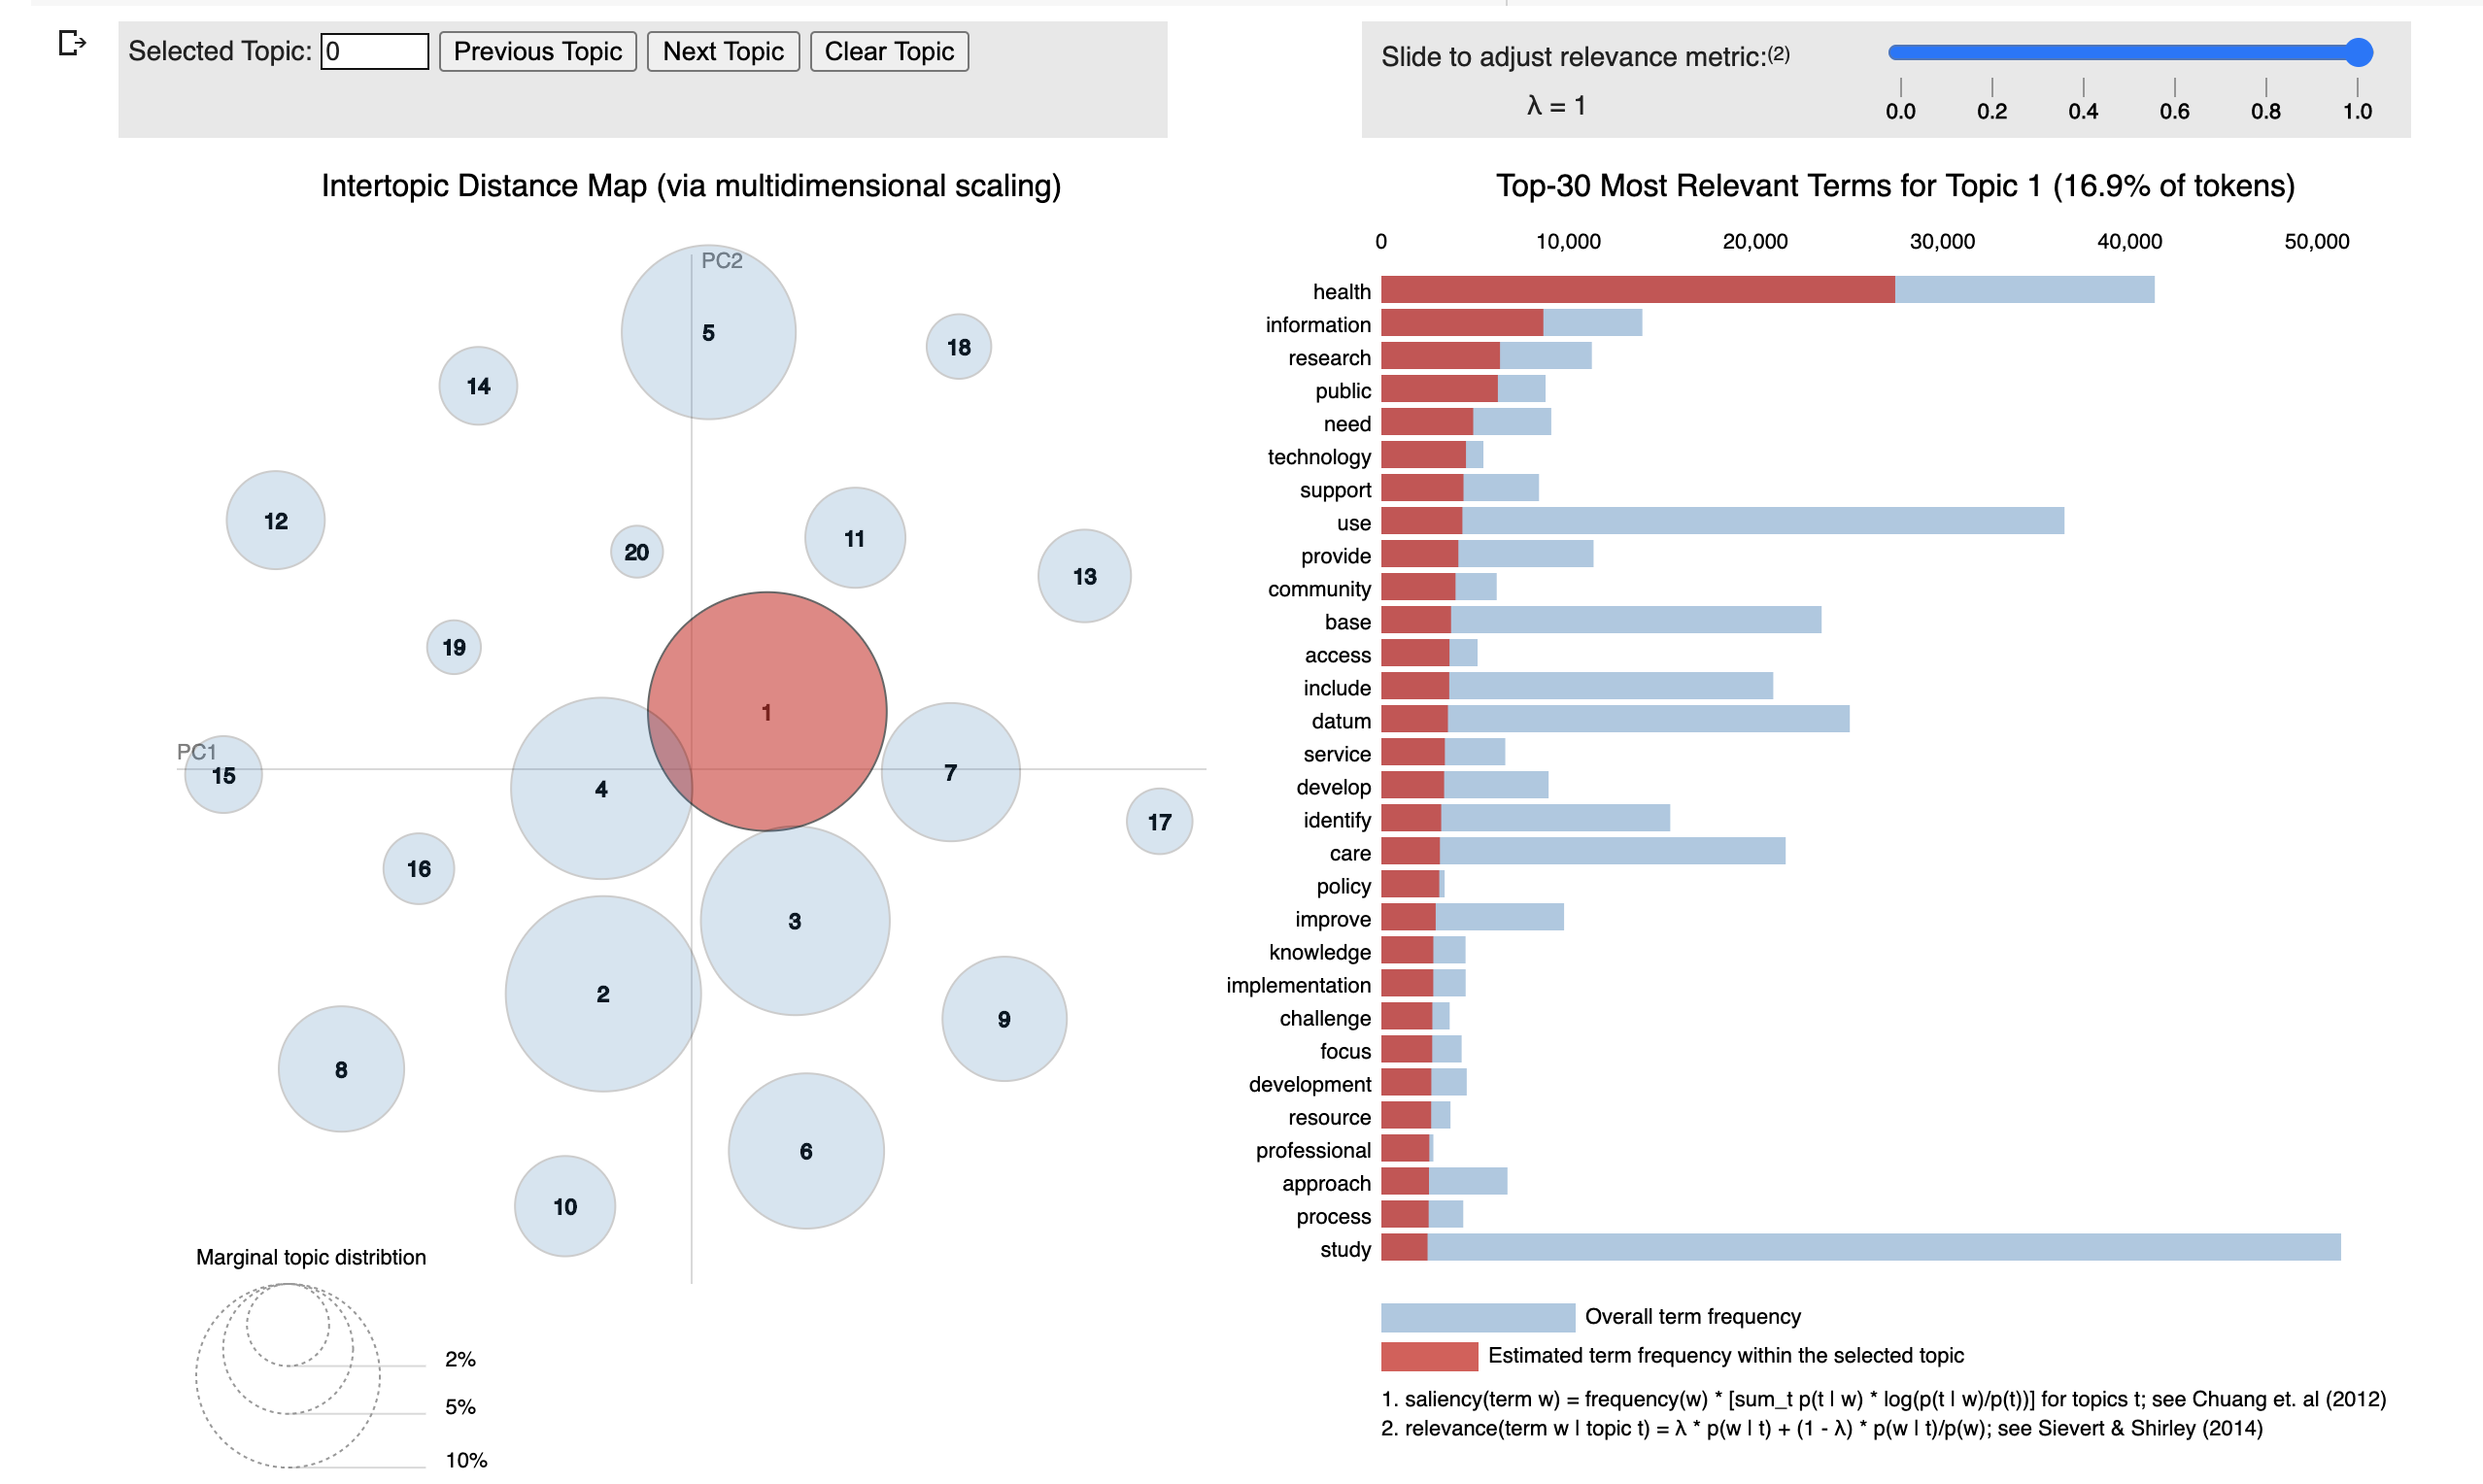 Selected Topic: 0 Previous Topic Next Topic Clear Topic
Slide to adjust relevance metric:(2)
λ = 1
0.0 0.2 0.4 0.6 0.8 1.0
Intertopic Distance Map (via multidimensional scaling)
PC2
5
18
14
12
20
11
13
19
1
PC1
15
4
7
17
16
3
2
9
8
6
10
Marginal topic distribtion
2%
5%
10%
Top-30 Most Relevant Terms for Topic 1 (16.9% of tokens)
0 10,000 20,000 30,000 40,000 50,000
health
information
research
public
need
technology
support
use
provide
community
base
access
include
datum
service
develop
identify
care
policy
improve
knowledge
implementation
challenge
focus
development
resource
professional
approach
process
study
Overall term frequency
Estimated term frequency within the selected topic
1. saliency(term w) = frequency(w) * [sum_t p(t | w) * log(p(t | w)/p(t))] for topics t; see Chuang et. al (2012)
2. relevance(term w | topic t) = λ * p(w | t) + (1 - λ) * p(w | t)/p(w); see Sievert & Shirley (2014)